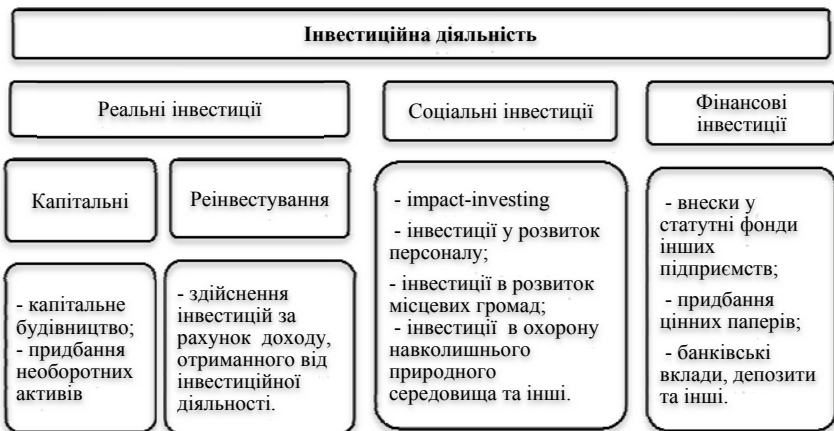 Інвестиційна діяльність
Реальні інвестиції
Соціальні інвестиції
Фінансові
інвестиції
Капітальні
Реінвестування
- капітальне
будівництво;
- придбання
необоротних
активів
- здійснення
інвестицій за
рахунок доходу,
отриманного від
інвестиційної
діяльності.
- impact-investing
- інвестиції у розвиток
персоналу;
- інвестиції в розвиток
місцевих громад;
- інвестиції в охорону
навколишнього
природного
середовища та інші.
- внески у
статутні фонди
інших
підприємств;
- придбання
цінних паперів;
- банківські
вклади, депозити
та інші.